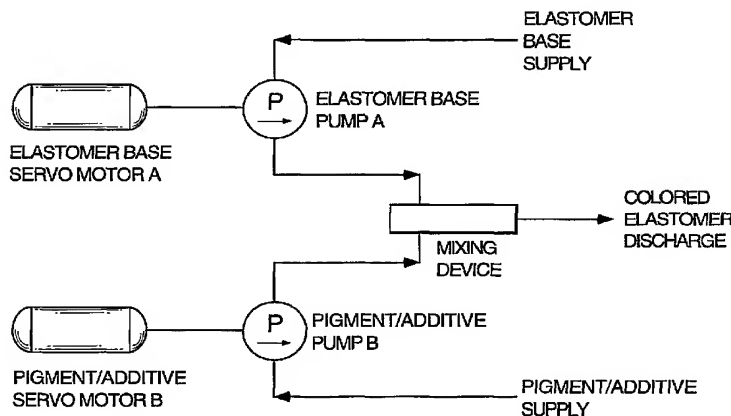 ELASTOMER
BASE
SUPPLY
P
ELASTOMER BASE
PUMP A
ELASTOMER BASE
SERVO MOTOR A
COLORED
ELASTOMER
DISCHARGE
MIXING
DEVICE
P
PIGMENT/ADDITIVE
PUMP B
PIGMENT/ADDITIVE
SERVO MOTOR B
PIGMENT/ADDITIVE
SUPPLY